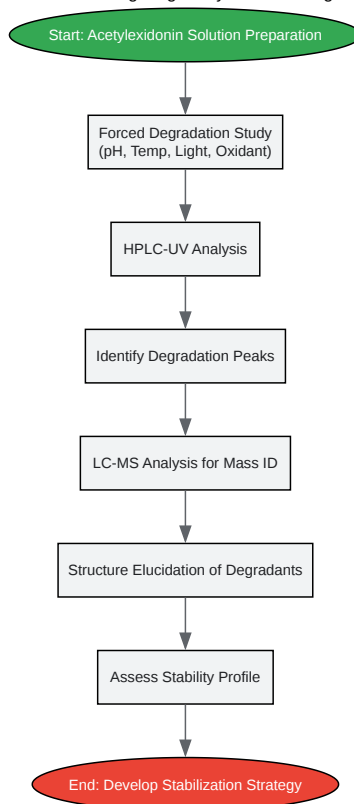 Start: Acetylexidonin Solution Preparation
Forced Degradation Study
(pH, Temp, Light, Oxidant)
HPLC-UV Analysis
Identify Degradation Peaks
LC-MS Analysis for Mass ID
Structure Elucidation of Degradants
Assess Stability Profile
End: Develop Stabilization Strategy